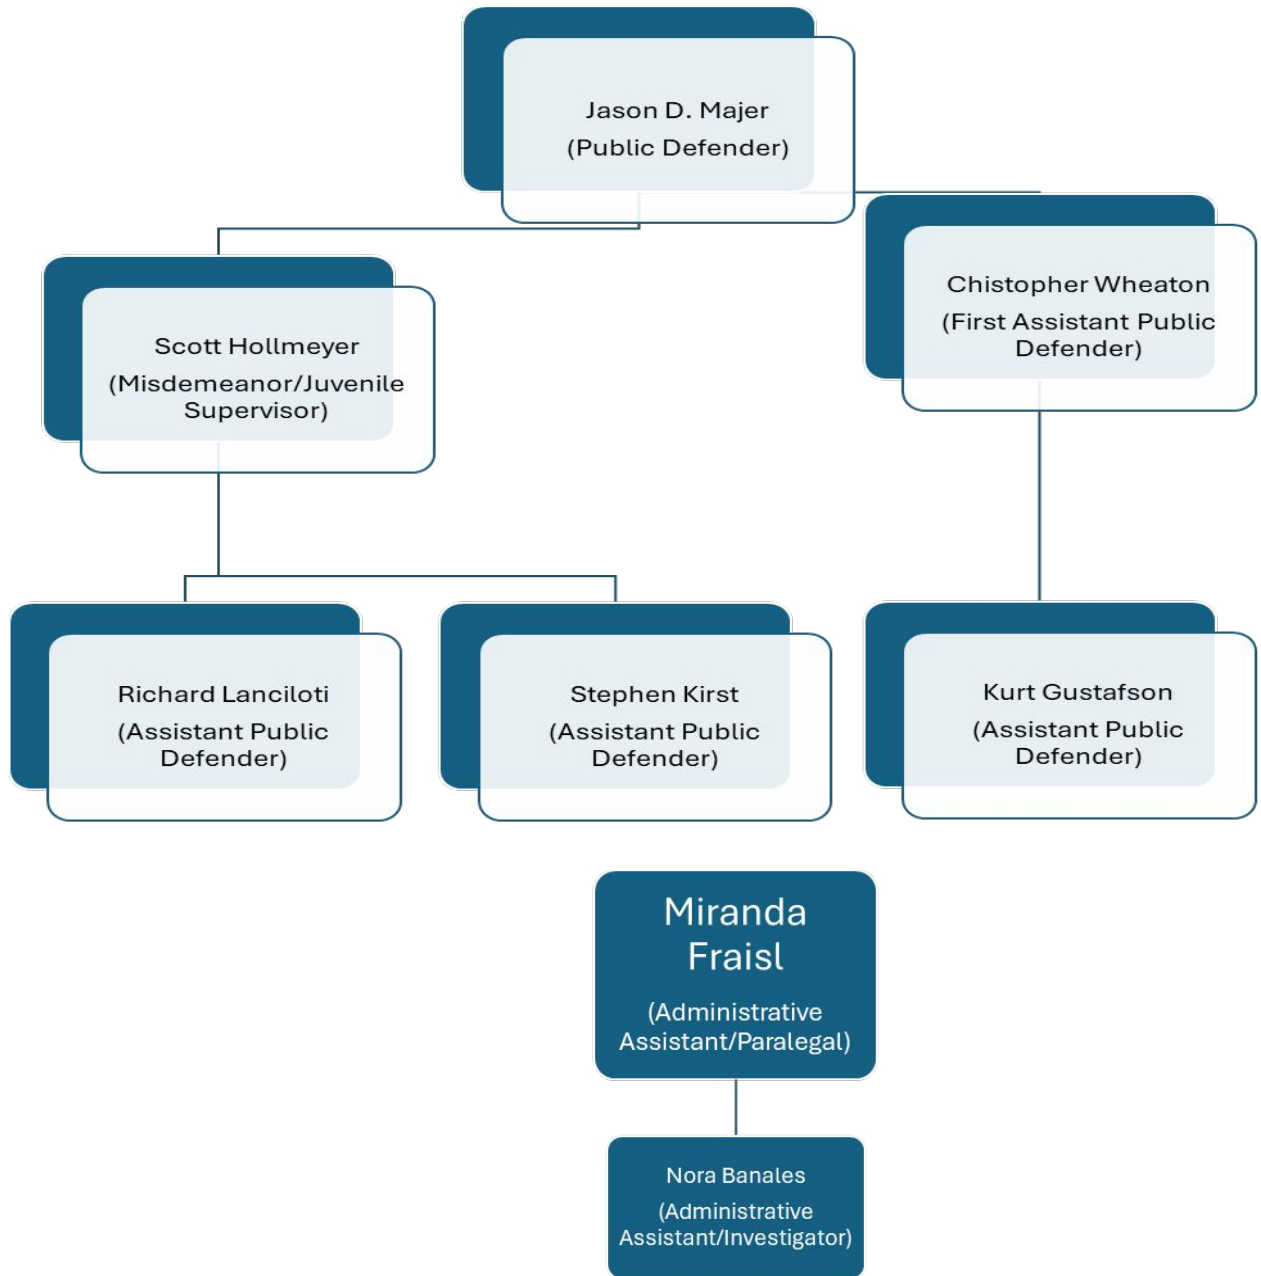 Jason D. Majer
(Public Defender)
Chistopher Wheaton
(First Assistant Public
Defender)
Scott Hollmeyer
(Misdemeanor/Juvenile
Supervisor)
Richard Lanciloti
(Assistant Public
Defender)
Stephen Kirst
(Assistant Public
Defender)
Kurt Gustafson
(Assistant Public
Defender)
Miranda
Fraisl
(Administrative
Assistant/Paralegal)
Nora Banales
(Administrative
Assistant/Investigator)